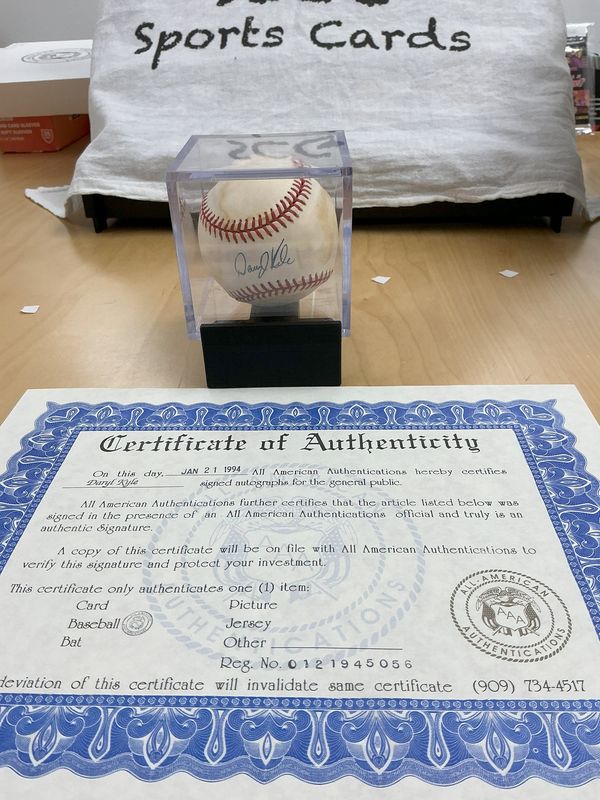 Sports Cards
SCG
Daryl Kile
Certificate of Authenticity
On this day, JAN 21 1994 All American Authentications hereby certifies
Daryl Kyle signed autographs for the general public.
All American Authentications further certifies that the article listed below was
signed in the presence of an All American Authentications official and truly is an
authentic Signature.
A copy of this certificate will be on file with All American Authentications to
verify this signature and protect your investment.
This certificate only authenticates one (1) item:
Card Picture
Baseball Jersey
Bat Other
Reg. No. 0121945056
deviation of this certificate will invalidate same certificate (909) 734-4517
ALL-AMERICAN
AAA
AUTHENTICATIONS
AUTHENTICATIONS